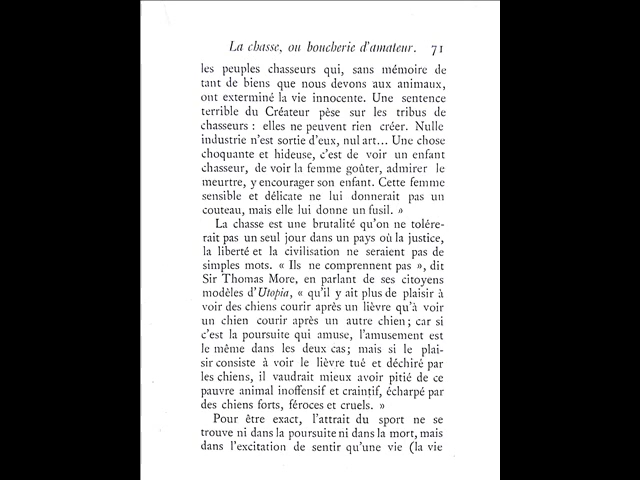 La chasse, ou boucherie d'amateur. 71
les peuples chasseurs qui, sans mémoire de
tant de biens que nous devons aux animaux,
ont exterminé la vie innocente. Une sentence
terrible du Créateur pèse sur les tribus de
chasseurs : elles ne peuvent rien créer. Nulle
industrie n'est sortie d'eux, nul art... Une chose
choquante et hideuse, c'est de voir un enfant
chasseur, de voir la femme goûter, admirer le
meurtre, y encourager son enfant. Cette femme
sensible et délicate ne lui donnerait pas un
couteau, mais elle lui donne un fusil. »
La chasse est une brutalité qu'on ne tolére-
rait pas un seul jour dans un pays où la justice,
la liberté et la civilisation ne seraient pas de
simples mots. « Ils ne comprennent pas », dit
Sir Thomas More, en parlant de ses citoyens
modèles d'Utopia, « qu'il y ait plus de plaisir à
voir des chiens courir après un lièvre qu'à voir
un chien courir après un autre chien ; car si
c'est la poursuite qui amuse, l'amusement est
le même dans les deux cas ; mais si le plai-
sir consiste à voir le lièvre tué et déchiré par
les chiens, il vaudrait mieux avoir pitié de ce
pauvre animal inoffensif et craintif, écharpé par
des chiens forts, féroces et cruels. »
Pour être exact, l'attrait du sport ne se
trouve ni dans la poursuite ni dans la mort, mais
dans l'excitation de sentir qu'une vie (la vie